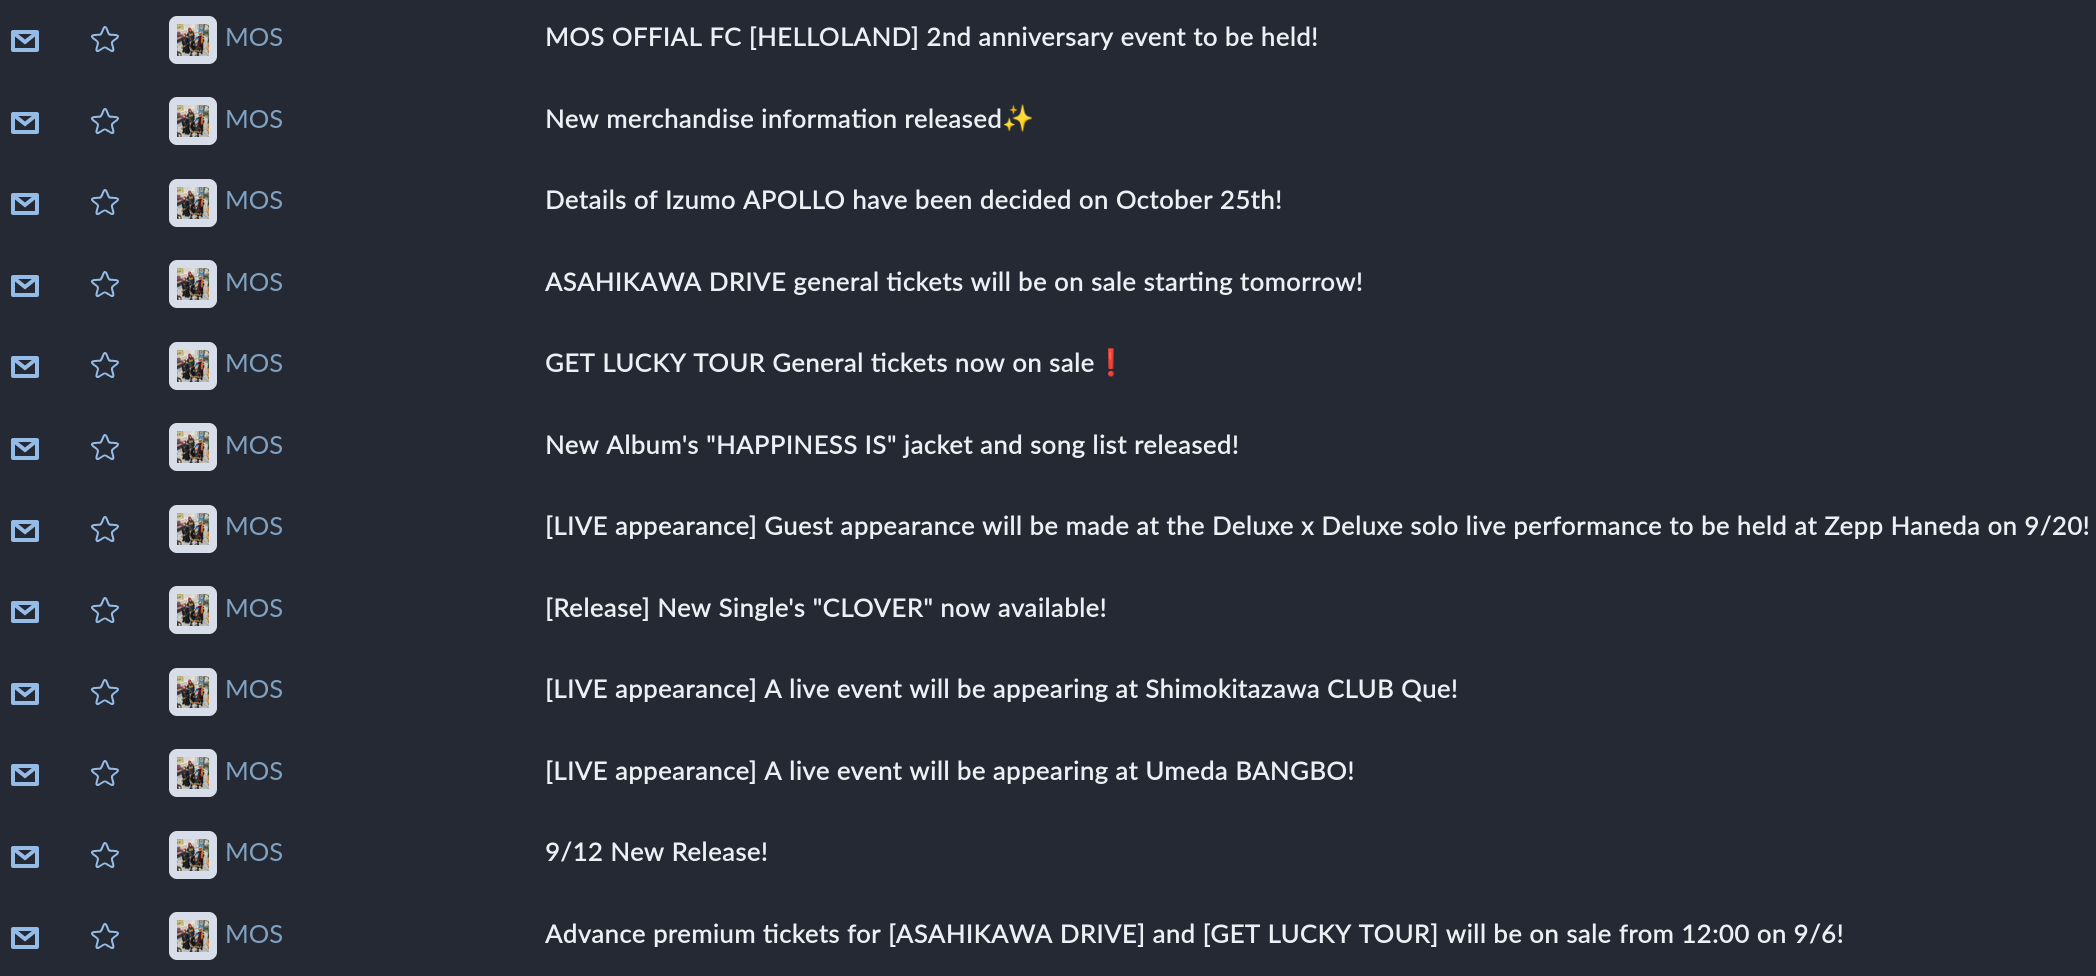 MOS MOS OFFIAL FC [HELLOLAND] 2nd anniversary event to be held!
MOS New merchandise information released✨
MOS Details of Izumo APOLLO have been decided on October 25th!
MOS ASAHIKAWA DRIVE general tickets will be on sale starting tomorrow!
MOS GET LUCKY TOUR General tickets now on sale❗
MOS New Album's "HAPPINESS IS" jacket and song list released!
MOS [LIVE appearance] Guest appearance will be made at the Deluxe x Deluxe solo live performance to be held at Zepp Haneda on 9/20!
MOS [Release] New Single's "CLOVER" now available!
MOS [LIVE appearance] A live event will be appearing at Shimokitazawa CLUB Que!
MOS [LIVE appearance] A live event will be appearing at Umeda BANGBO!
MOS 9/12 New Release!
MOS Advance premium tickets for [ASAHIKAWA DRIVE] and [GET LUCKY TOUR] will be on sale from 12:00 on 9/6!